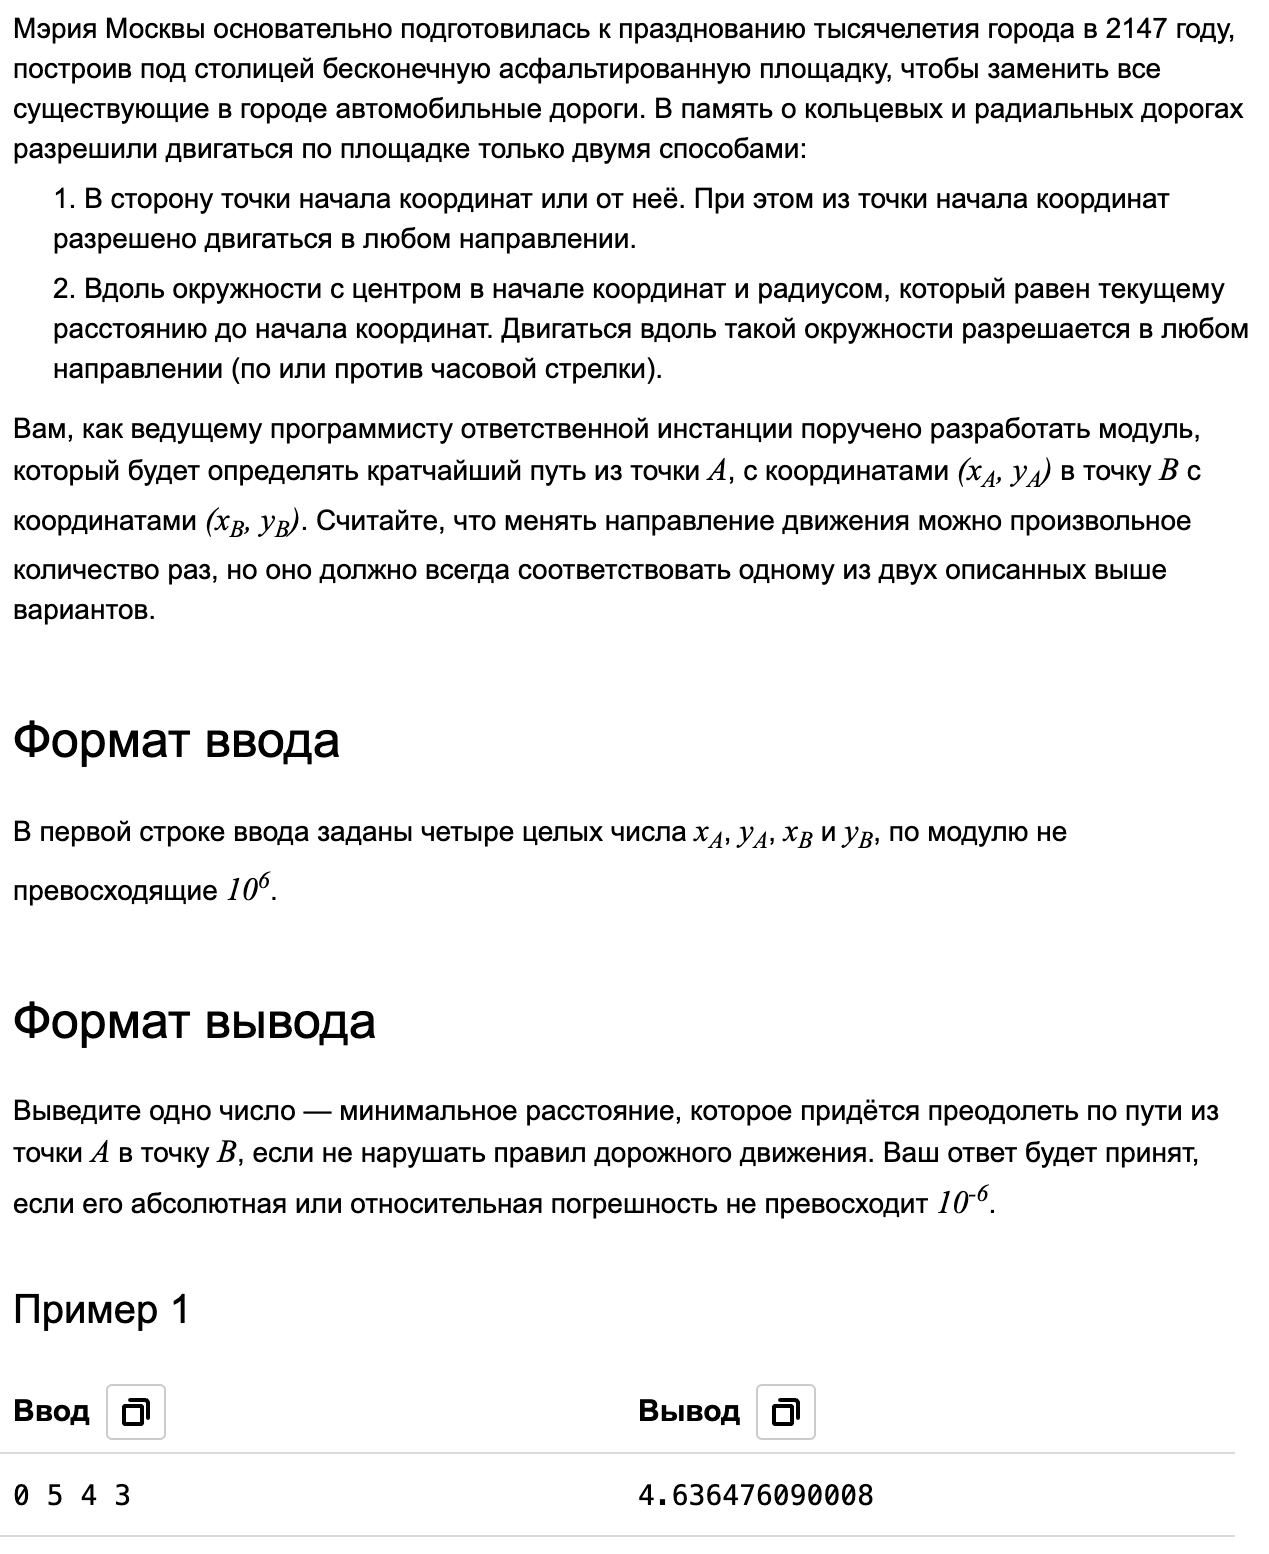 Мэрия Москвы основательно подготовилась к празднованию тысячелетия города в 2147 году,
построив под столицей бесконечную асфальтированную площадку, чтобы заменить все
существующие в городе автомобильные дороги. В память о кольцевых и радиальных дорогах
разрешили двигаться по площадке только двумя способами:
1. В сторону точки начала координат или от неё. При этом из точки начала координат
разрешено двигаться в любом направлении.
2. Вдоль окружности с центром в начале координат и радиусом, который равен текущему
расстоянию до начала координат. Двигаться вдоль такой окружности разрешается в любом
направлении (по или против часовой стрелки).
Вам, как ведущему программисту ответственной инстанции поручено разработать модуль,
который будет определять кратчайший путь из точки A, с координатами (x_A, y_A) в точку B с
координатами (x_B, y_B). Считайте, что менять направление движения можно произвольное
количество раз, но оно должно всегда соответствовать одному из двух описанных выше
вариантов.
Формат ввода
В первой строке ввода заданы четыре целых числа x_A, y_A, x_B и y_B, по модулю не
превосходящие 10^6.
Формат вывода
Выведите одно число — минимальное расстояние, которое придётся преодолеть по пути из
точки A в точку B, если не нарушать правил дорожного движения. Ваш ответ будет принят,
если его абсолютная или относительная погрешность не превосходит 10^-6.
Пример 1
Ввод Вывод
0 5 4 3 4.636476090008